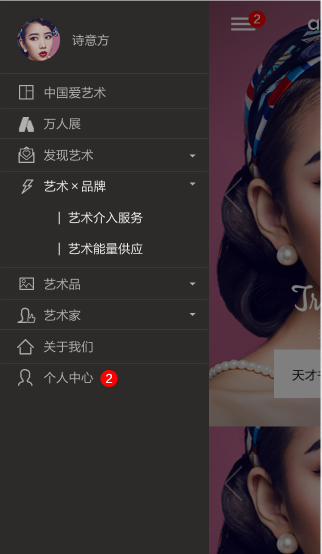 诗意方
2
中国爱艺术
万人展
发现艺术
艺术×品牌
| 艺术介入服务
| 艺术能量供应
艺术品
艺术家
关于我们
个人中心 2
a
Tr
天才